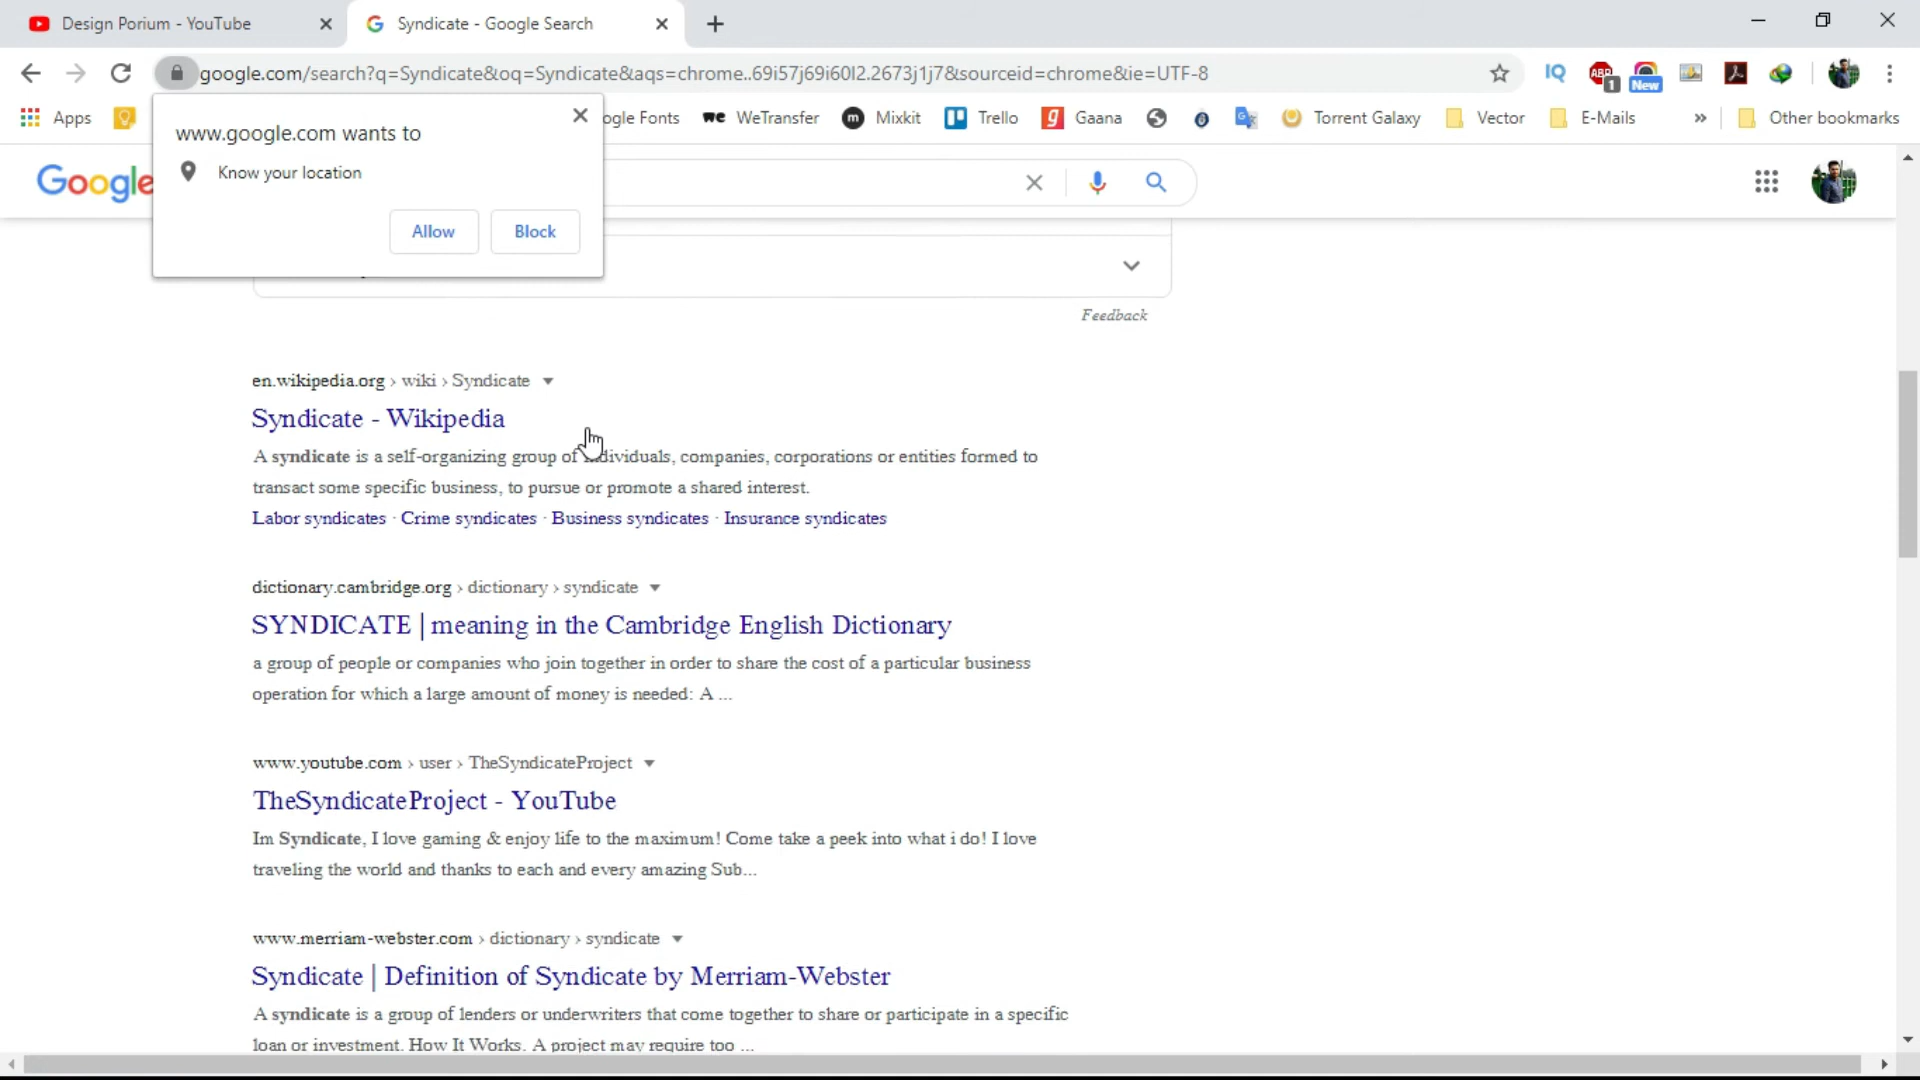 Design Porium - YouTube
Syndicate - Google Search
google.com/search?q=Syndicate&oq=Syndicate&aqs=chrome..69i57j69i60l2.2673j1j7&sourceid=chrome&ie=UTF-8
ABP
1
New
Apps
ogle Fonts
we WeTransfer
m Mixkit
Trello
g Gaana
Torrent Galaxy
Vector
E-Mails
»
Other bookmarks
www.google.com wants to
Know your location
Allow
Block
Google
Feedback
en.wikipedia.org › wiki › Syndicate
Syndicate - Wikipedia
A syndicate is a self-organizing group of individuals, companies, corporations or entities formed to
transact some specific business, to pursue or promote a shared interest.
Labor syndicates · Crime syndicates · Business syndicates · Insurance syndicates
dictionary.cambridge.org › dictionary › syndicate
SYNDICATE | meaning in the Cambridge English Dictionary
a group of people or companies who join together in order to share the cost of a particular business
operation for which a large amount of money is needed: A ...
www.youtube.com › user › TheSyndicateProject
TheSyndicateProject - YouTube
Im Syndicate, I love gaming & enjoy life to the maximum! Come take a peek into what i do! I love
traveling the world and thanks to each and every amazing Sub...
www.merriam-webster.com › dictionary › syndicate
Syndicate | Definition of Syndicate by Merriam-Webster
A syndicate is a group of lenders or underwriters that come together to share or participate in a specific
loan or investment. How It Works. A project may require too ...